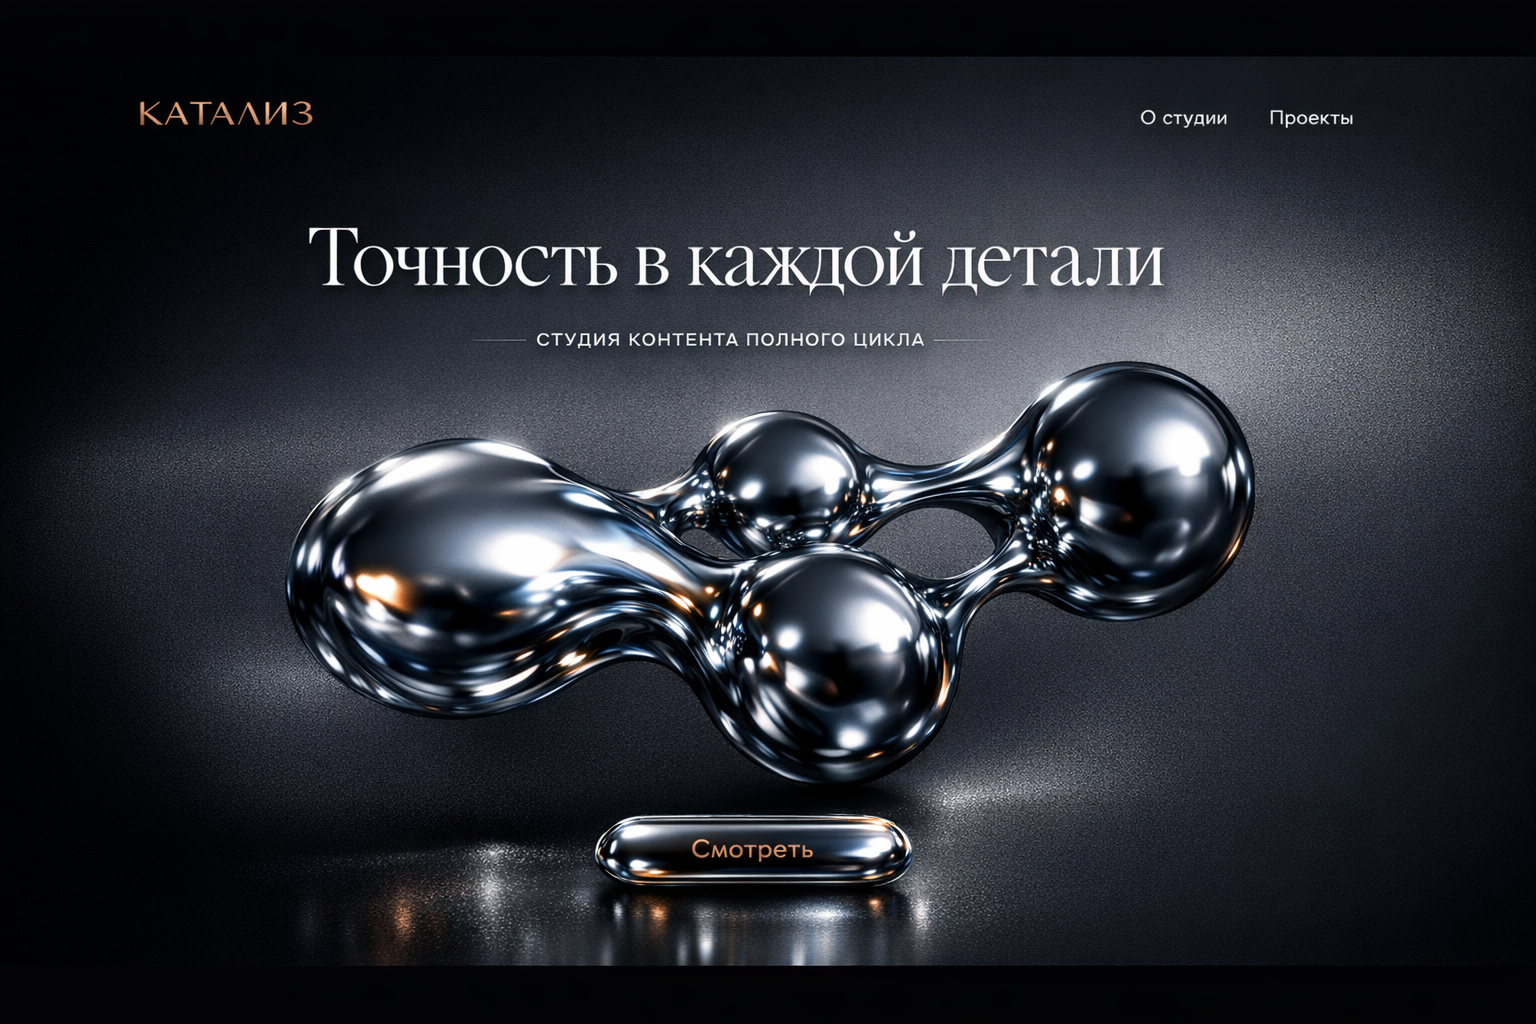 КАТАЛИЗ
О студии Проекты
Точность в каждой детали
СТУДИЯ КОНТЕНТА ПОЛНОГО ЦИКЛА
Смотреть